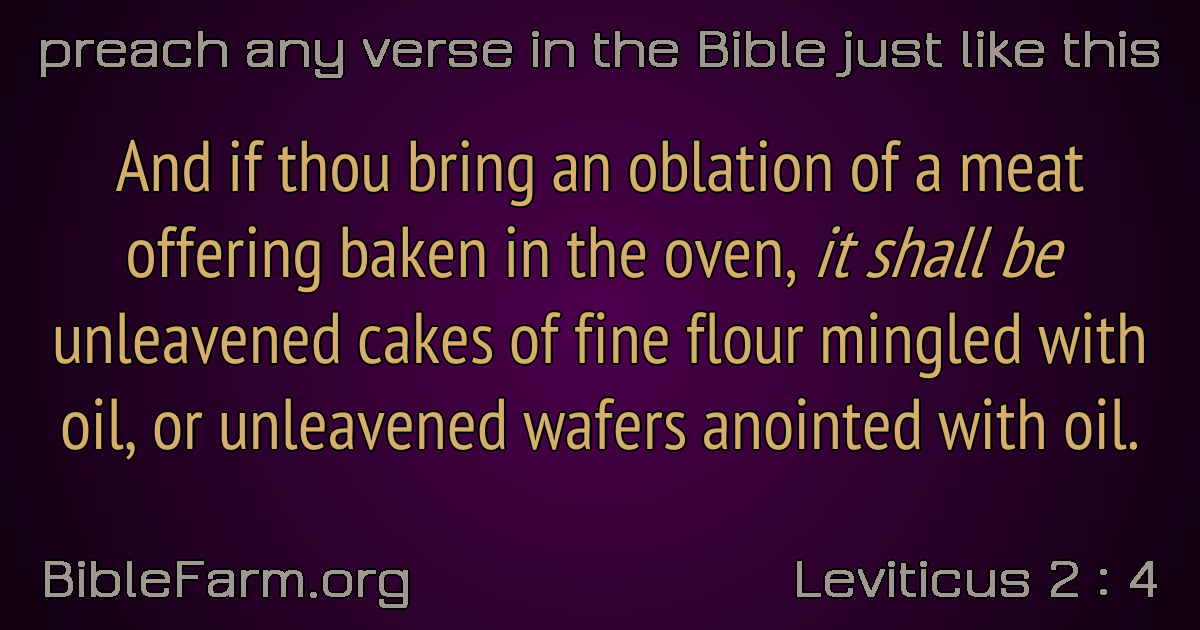 preach any verse in the Bible just like this
And if thou bring an oblation of a meat
offering baken in the oven, it shall be
unleavened cakes of fine flour mingled with
oil, or unleavened wafers anointed with oil.
BibleFarm.org
Leviticus 2 : 4